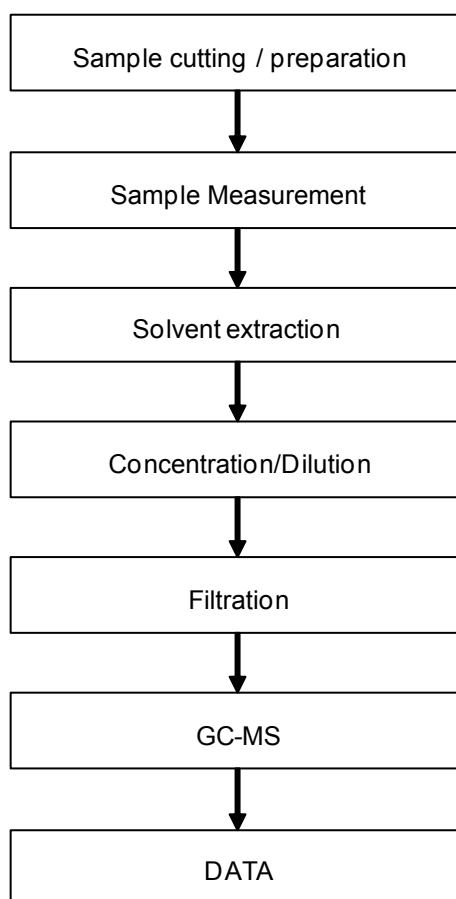 Sample cutting / preparation
Sample Measurement
Solvent extraction
Concentration/Dilution
Filtration
GC-MS
DATA